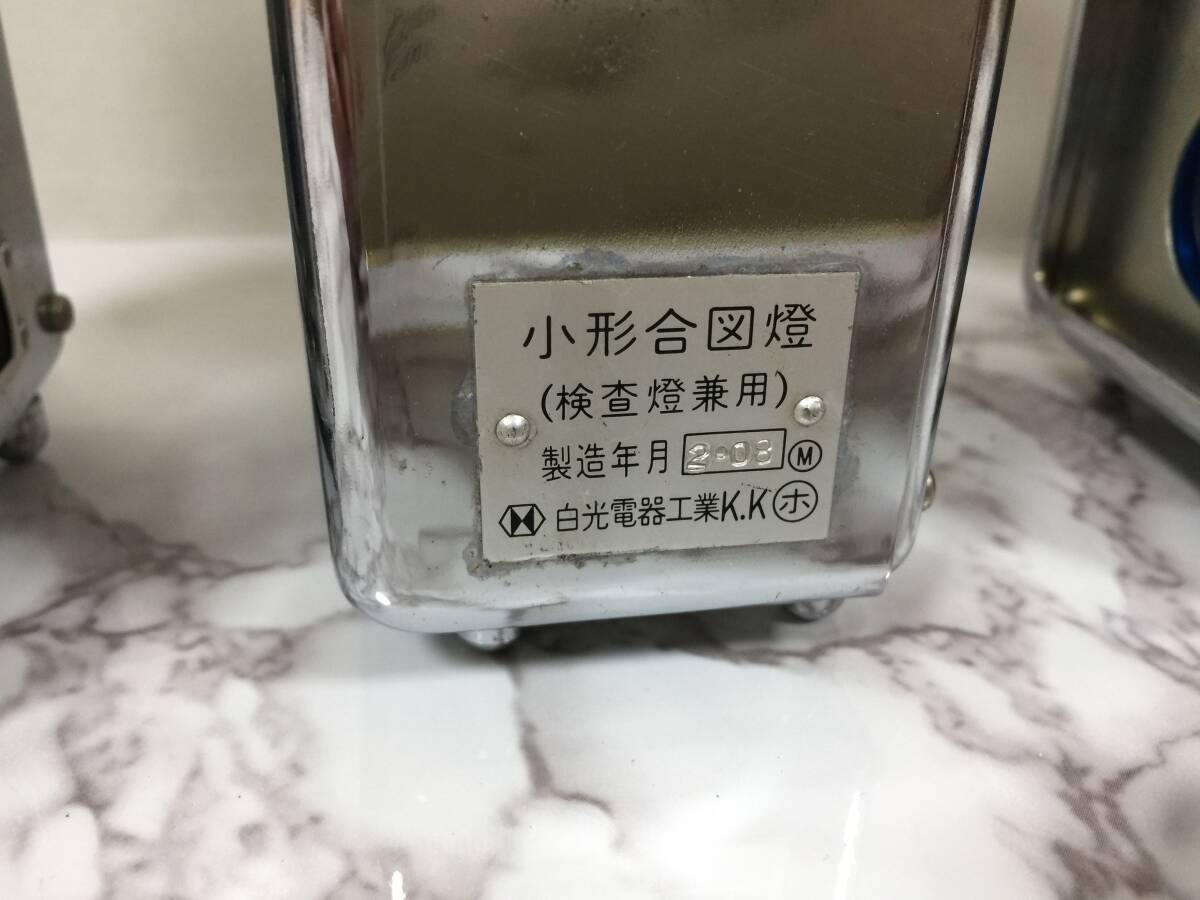 小形合図燈
(検査燈兼用)
製造年月 2-08 Ⓜ
白光電器工業K.K ㋭